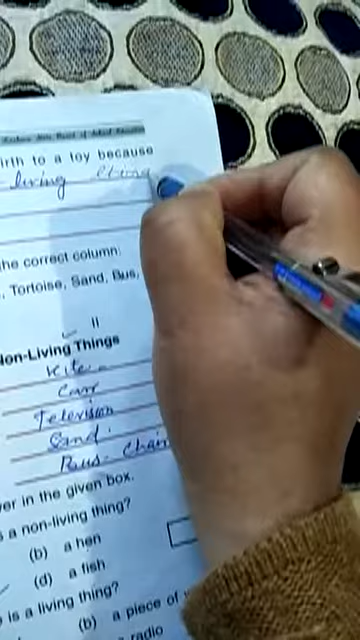 irth to a toy because
living thing
he correct column:
, Tortoise, Sand, Bus,
II
Non-Living Things
Kite
Car
Television
Sand.
Bus- Chair
er in the given box.
s a non-living thing?
(b) a hen
(d) a fish
e is a living thing?
(b) a piece of
a radio